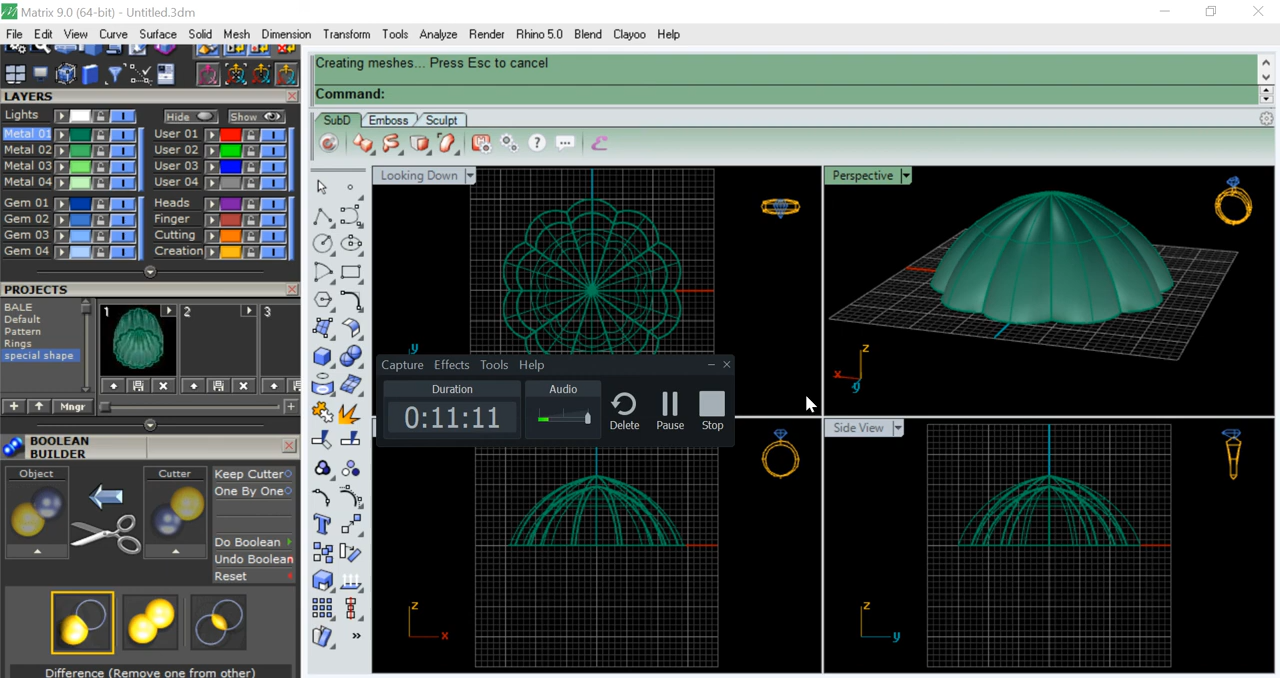 Matrix 9.0 (64-bit) - Untitled.3dm
File Edit View Curve Surface Solid Mesh Dimension Transform Tools Analyze Render Rhino 5.0 Blend Clayoo Help
Creating meshes... Press Esc to cancel
Command:
LAYERS
Lights Hide Show
Metal 01 User 01
Metal 02 User 02
Metal 03 User 03
Metal 04 User 04
Gem 01 Heads
Gem 02 Finger
Gem 03 Cutting
Gem 04 Creation
PROJECTS
BALE
Default
Pattern
Rings
special shape
1 2 3
Mngr
BOOLEAN
BUILDER
Object Cutter Keep Cutter
One By One
Do Boolean
Undo Boolean
Reset
Difference (Remove one from other)
SubD Emboss Sculpt
Looking Down
Perspective
y
z
x
y
Capture Effects Tools Help
Duration Audio
0:11:11
Delete Pause Stop
Side View
z
x
z
y